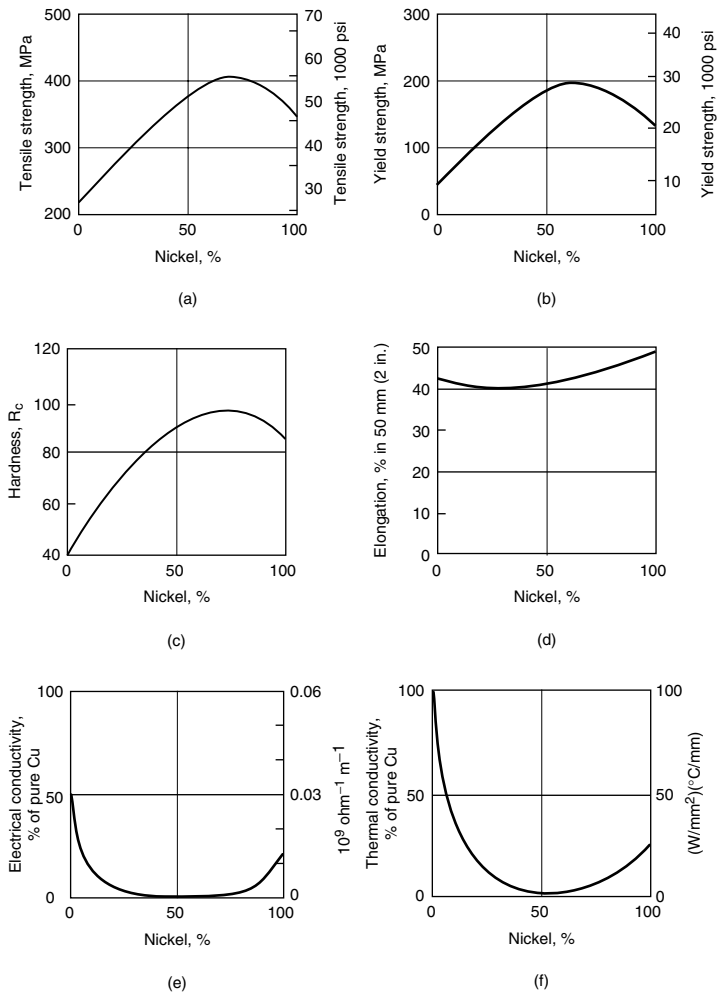 500
400
300
200
Tensile strength, MPa
70
60
50
40
30
Tensile strength, 1000 psi
0
50
100
Nickel, %
(a)
300
200
100
0
Yield strength, MPa
40
30
20
10
Yield strength, 1000 psi
0
50
100
Nickel, %
(b)
120
100
80
60
40
Hardness, Rc
0
50
100
Nickel, %
(c)
50
40
30
20
10
0
Elongation, % in 50 mm (2 in.)
0
50
100
Nickel, %
(d)
100
50
0
Electrical conductivity,
% of pure Cu
0.06
0.03
0
10⁹ ohm⁻¹ m⁻¹
0
50
100
Nickel, %
(e)
100
50
0
Thermal conductivity,
% of pure Cu
100
50
0
(W/mm²)(°C/mm)
0
50
100
Nickel, %
(f)